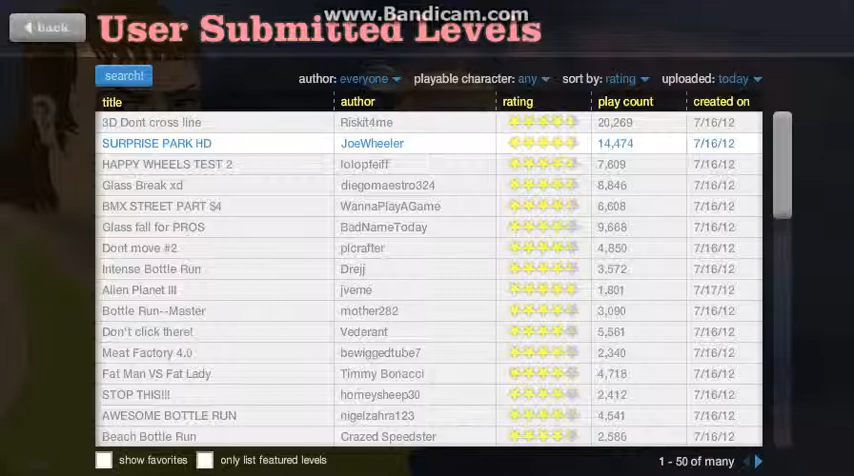 www.Bandicam.com
back User Submitted Levels
search! author: everyone playable character: any sort by: rating uploaded: today
title author rating play count created on
3D Dont cross line Riskit4me 20,269 7/16/12
SURPRISE PARK HD JoeWheeler 14,474 7/16/12
HAPPY WHEELS TEST 2 lolopfeiff 7,609 7/16/12
Glass Break xd diegomaestro324 8,846 7/16/12
BMX STREET PART $4 WannaPlayAGame 6,608 7/16/12
Glass fall for PROS BadNameToday 9,668 7/16/12
Dont move #2 plcrafter 4,850 7/16/12
Intense Bottle Run Drejj 3,572 7/16/12
Alien Planet III jveme 1,801 7/17/12
Bottle Run--Master mother282 3,090 7/16/12
Don't click there! Vederant 5,561 7/16/12
Meat Factory 4.0 bewiggedtube7 2,340 7/16/12
Fat Man VS Fat Lady Timmy Bonacci 4,718 7/16/12
STOP THIS!!! horneysheep30 2,412 7/16/12
AWESOME BOTTLE RUN nigelzahra123 4,541 7/16/12
Beach Bottle Run Crazed Speedster 2,586 7/16/12
show favorites only list featured levels 1 - 50 of many